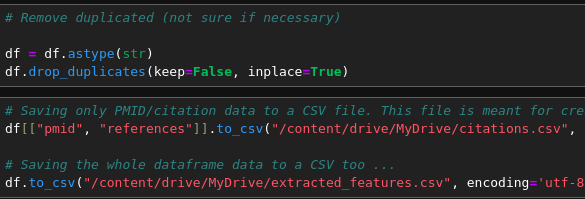 # Remove duplicated (not sure if necessary)
df = df.astype(str)
df.drop_duplicates(keep=False, inplace=True)
# Saving only PMID/citation data to a CSV file. This file is meant for cre
df[["pmid", "references"]].to_csv("/content/drive/MyDrive/citations.csv",
# Saving the whole dataframe data to a CSV too ...
df.to_csv("/content/drive/MyDrive/extracted_features.csv", encoding='utf-8